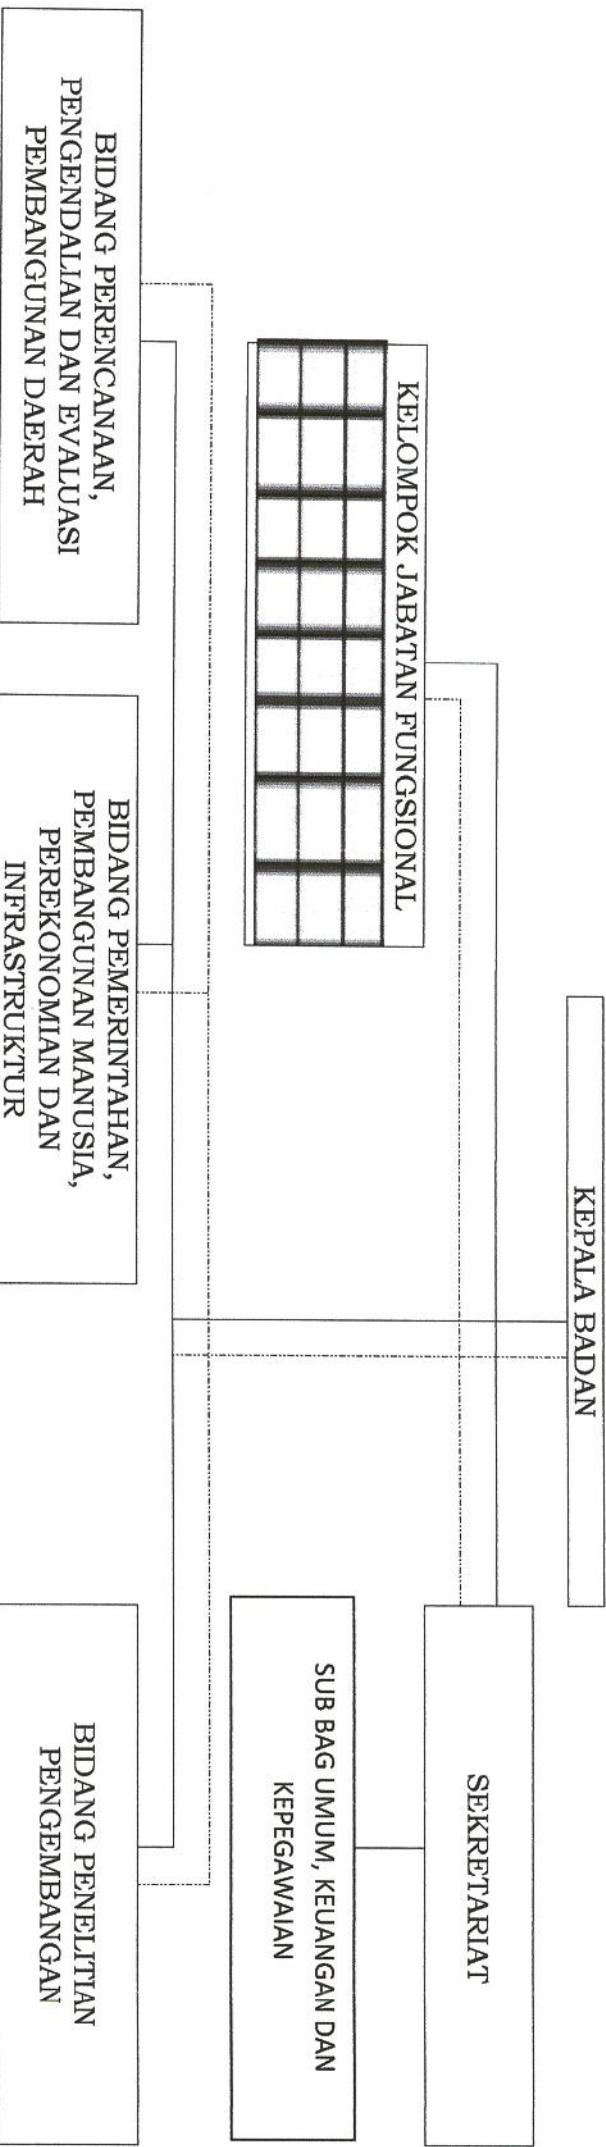 KEPALA BADAN
SEKRETARIAT
KELOMPOK JABATAN FUNGSIONAL
SUB BAG UMUM, KEUANGAN DAN
KEPEGAWAIAN
BIDANG PERENCANAAN,
PENGENDALIAN DAN EVALUASI
PEMBANGUNAN DAERAH
BIDANG PEMERINTAHAN,
PEMBANGUNAN MANUSIA,
PEREKONOMIAN DAN
INFRASTRUKTUR
BIDANG PENELITIAN
PENGEMBANGAN